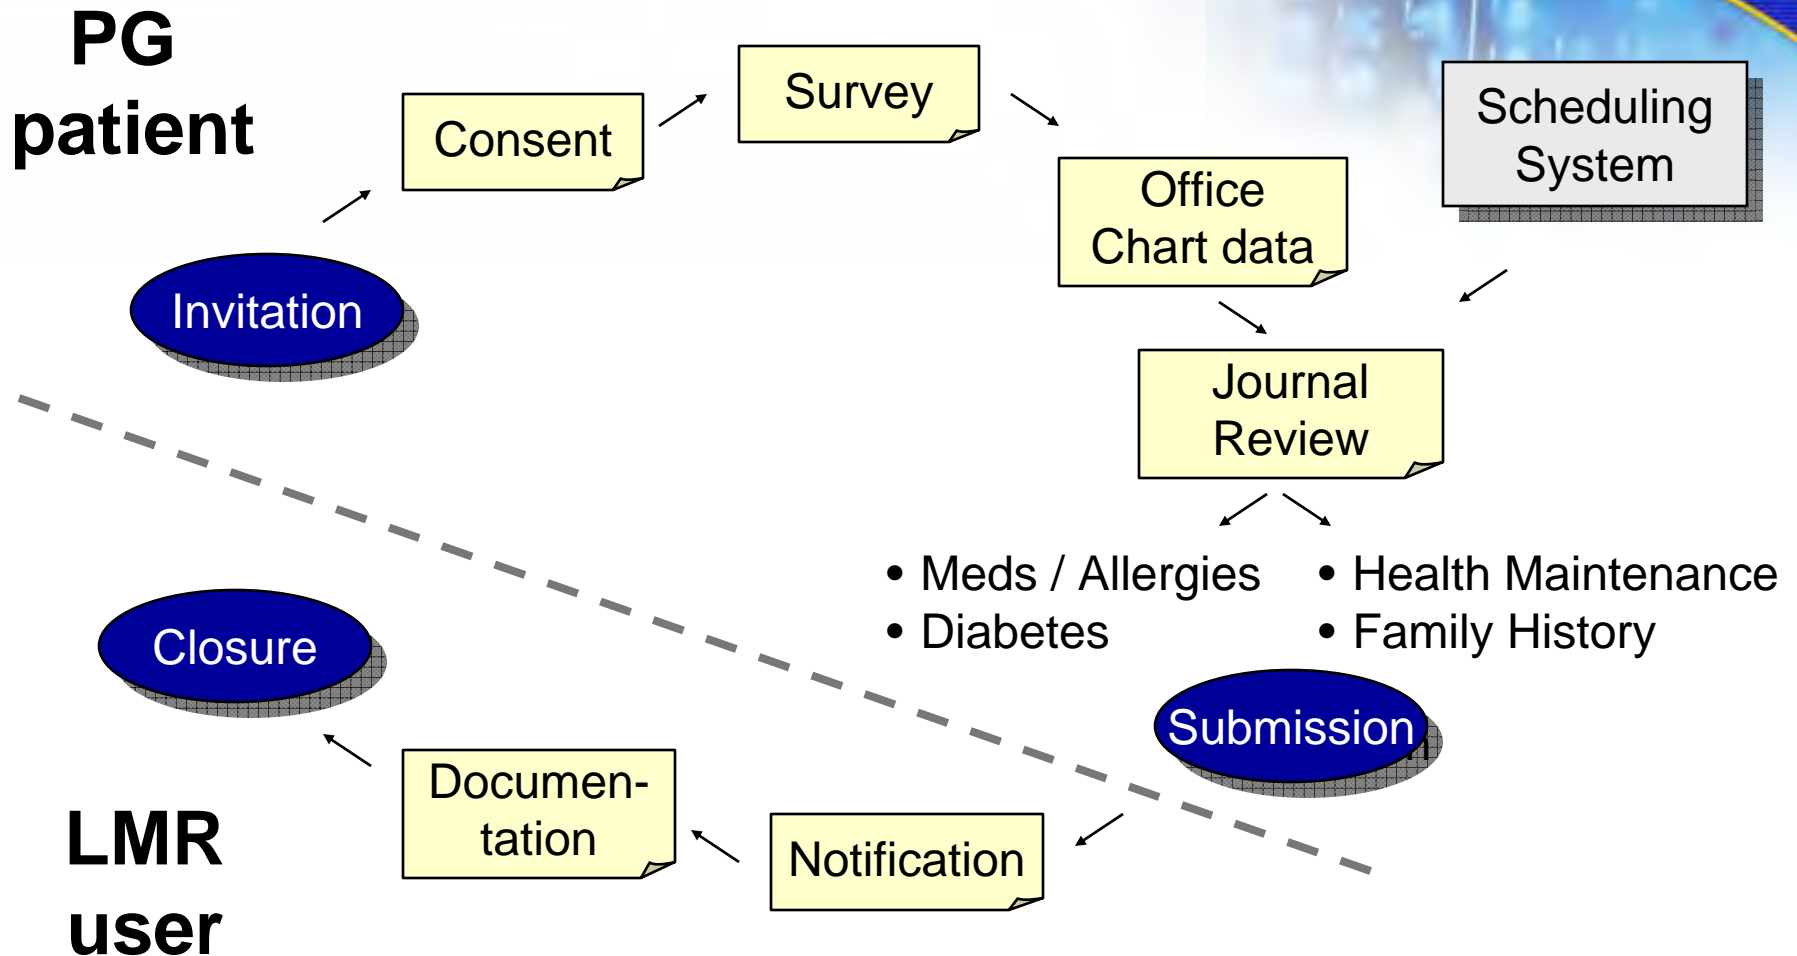 PG
patient
Consent
Survey
Scheduling
System
Office
Chart data
Invitation
Journal
Review
• Meds / Allergies
• Diabetes
• Health Maintenance
• Family History
Submission
Closure
Documen-
tation
Notification
LMR
user